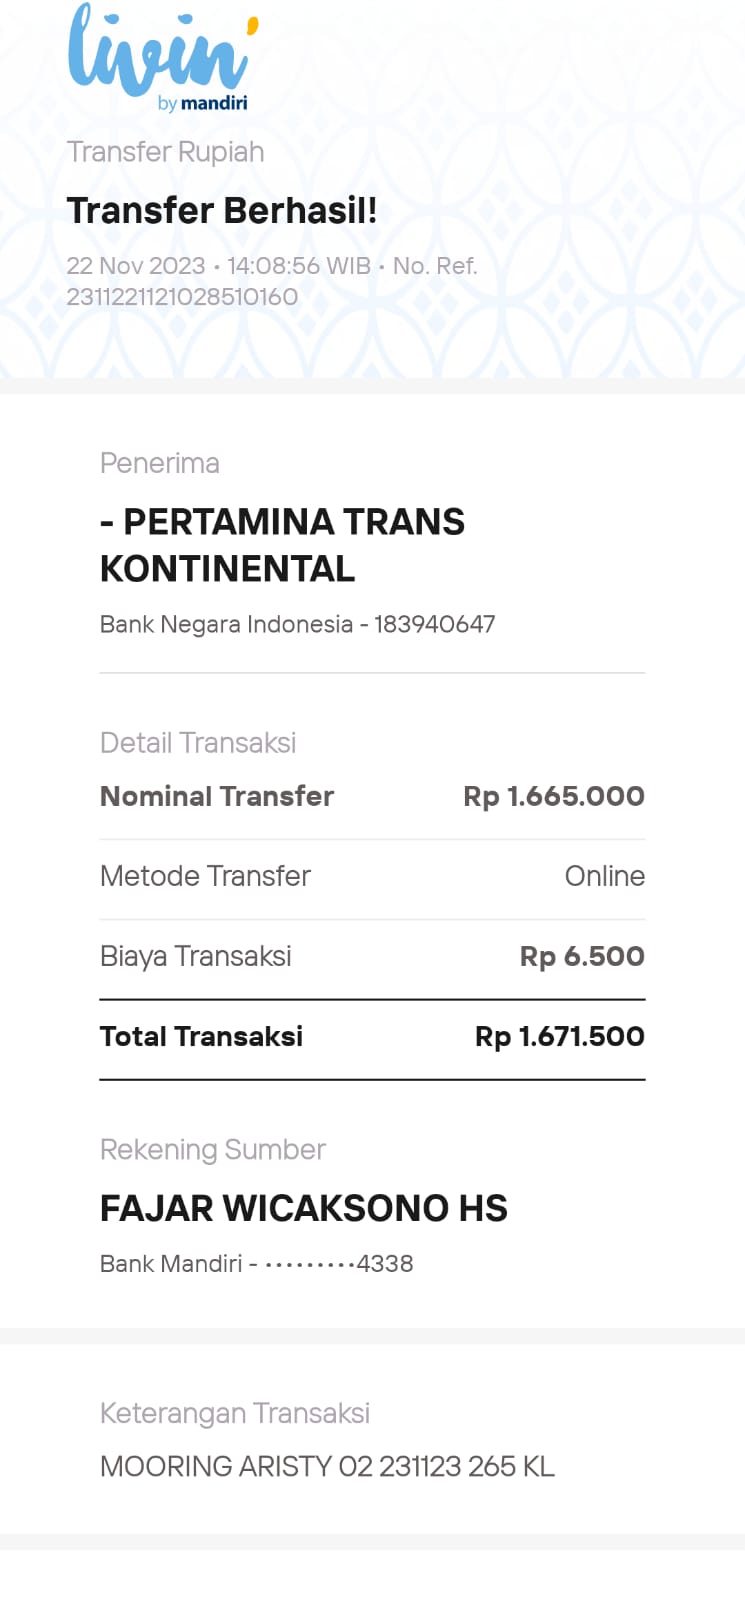 livin'
by mandiri
Transfer Rupiah
Transfer Berhasil!
22 Nov 2023 • 14:08:56 WIB • No. Ref.
2311221121028510160
Penerima
- PERTAMINA TRANS
KONTINENTAL
Bank Negara Indonesia - 183940647
Detail Transaksi
Nominal Transfer Rp 1.665.000
Metode Transfer Online
Biaya Transaksi Rp 6.500
Total Transaksi Rp 1.671.500
Rekening Sumber
FAJAR WICAKSONO HS
Bank Mandiri - •••••••••4338
Keterangan Transaksi
MOORING ARISTY 02 231123 265 KL